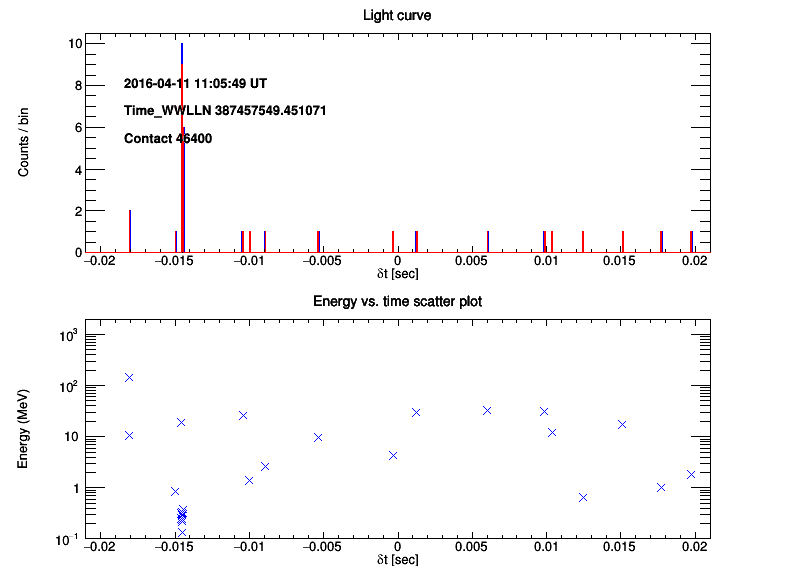 Light curve
10
8
6
4
2
0
Counts / bin
2016-04-11 11:05:49 UT
Time_WWLLN 387457549.451071
Contact 46400
−0.02 −0.015 −0.01 −0.005 0 0.005 0.01 0.015 0.02
δt [sec]
Energy vs. time scatter plot
10³
10²
10
1
10⁻¹
Energy (MeV)
−0.02 −0.015 −0.01 −0.005 0 0.005 0.01 0.015 0.02
δt [sec]